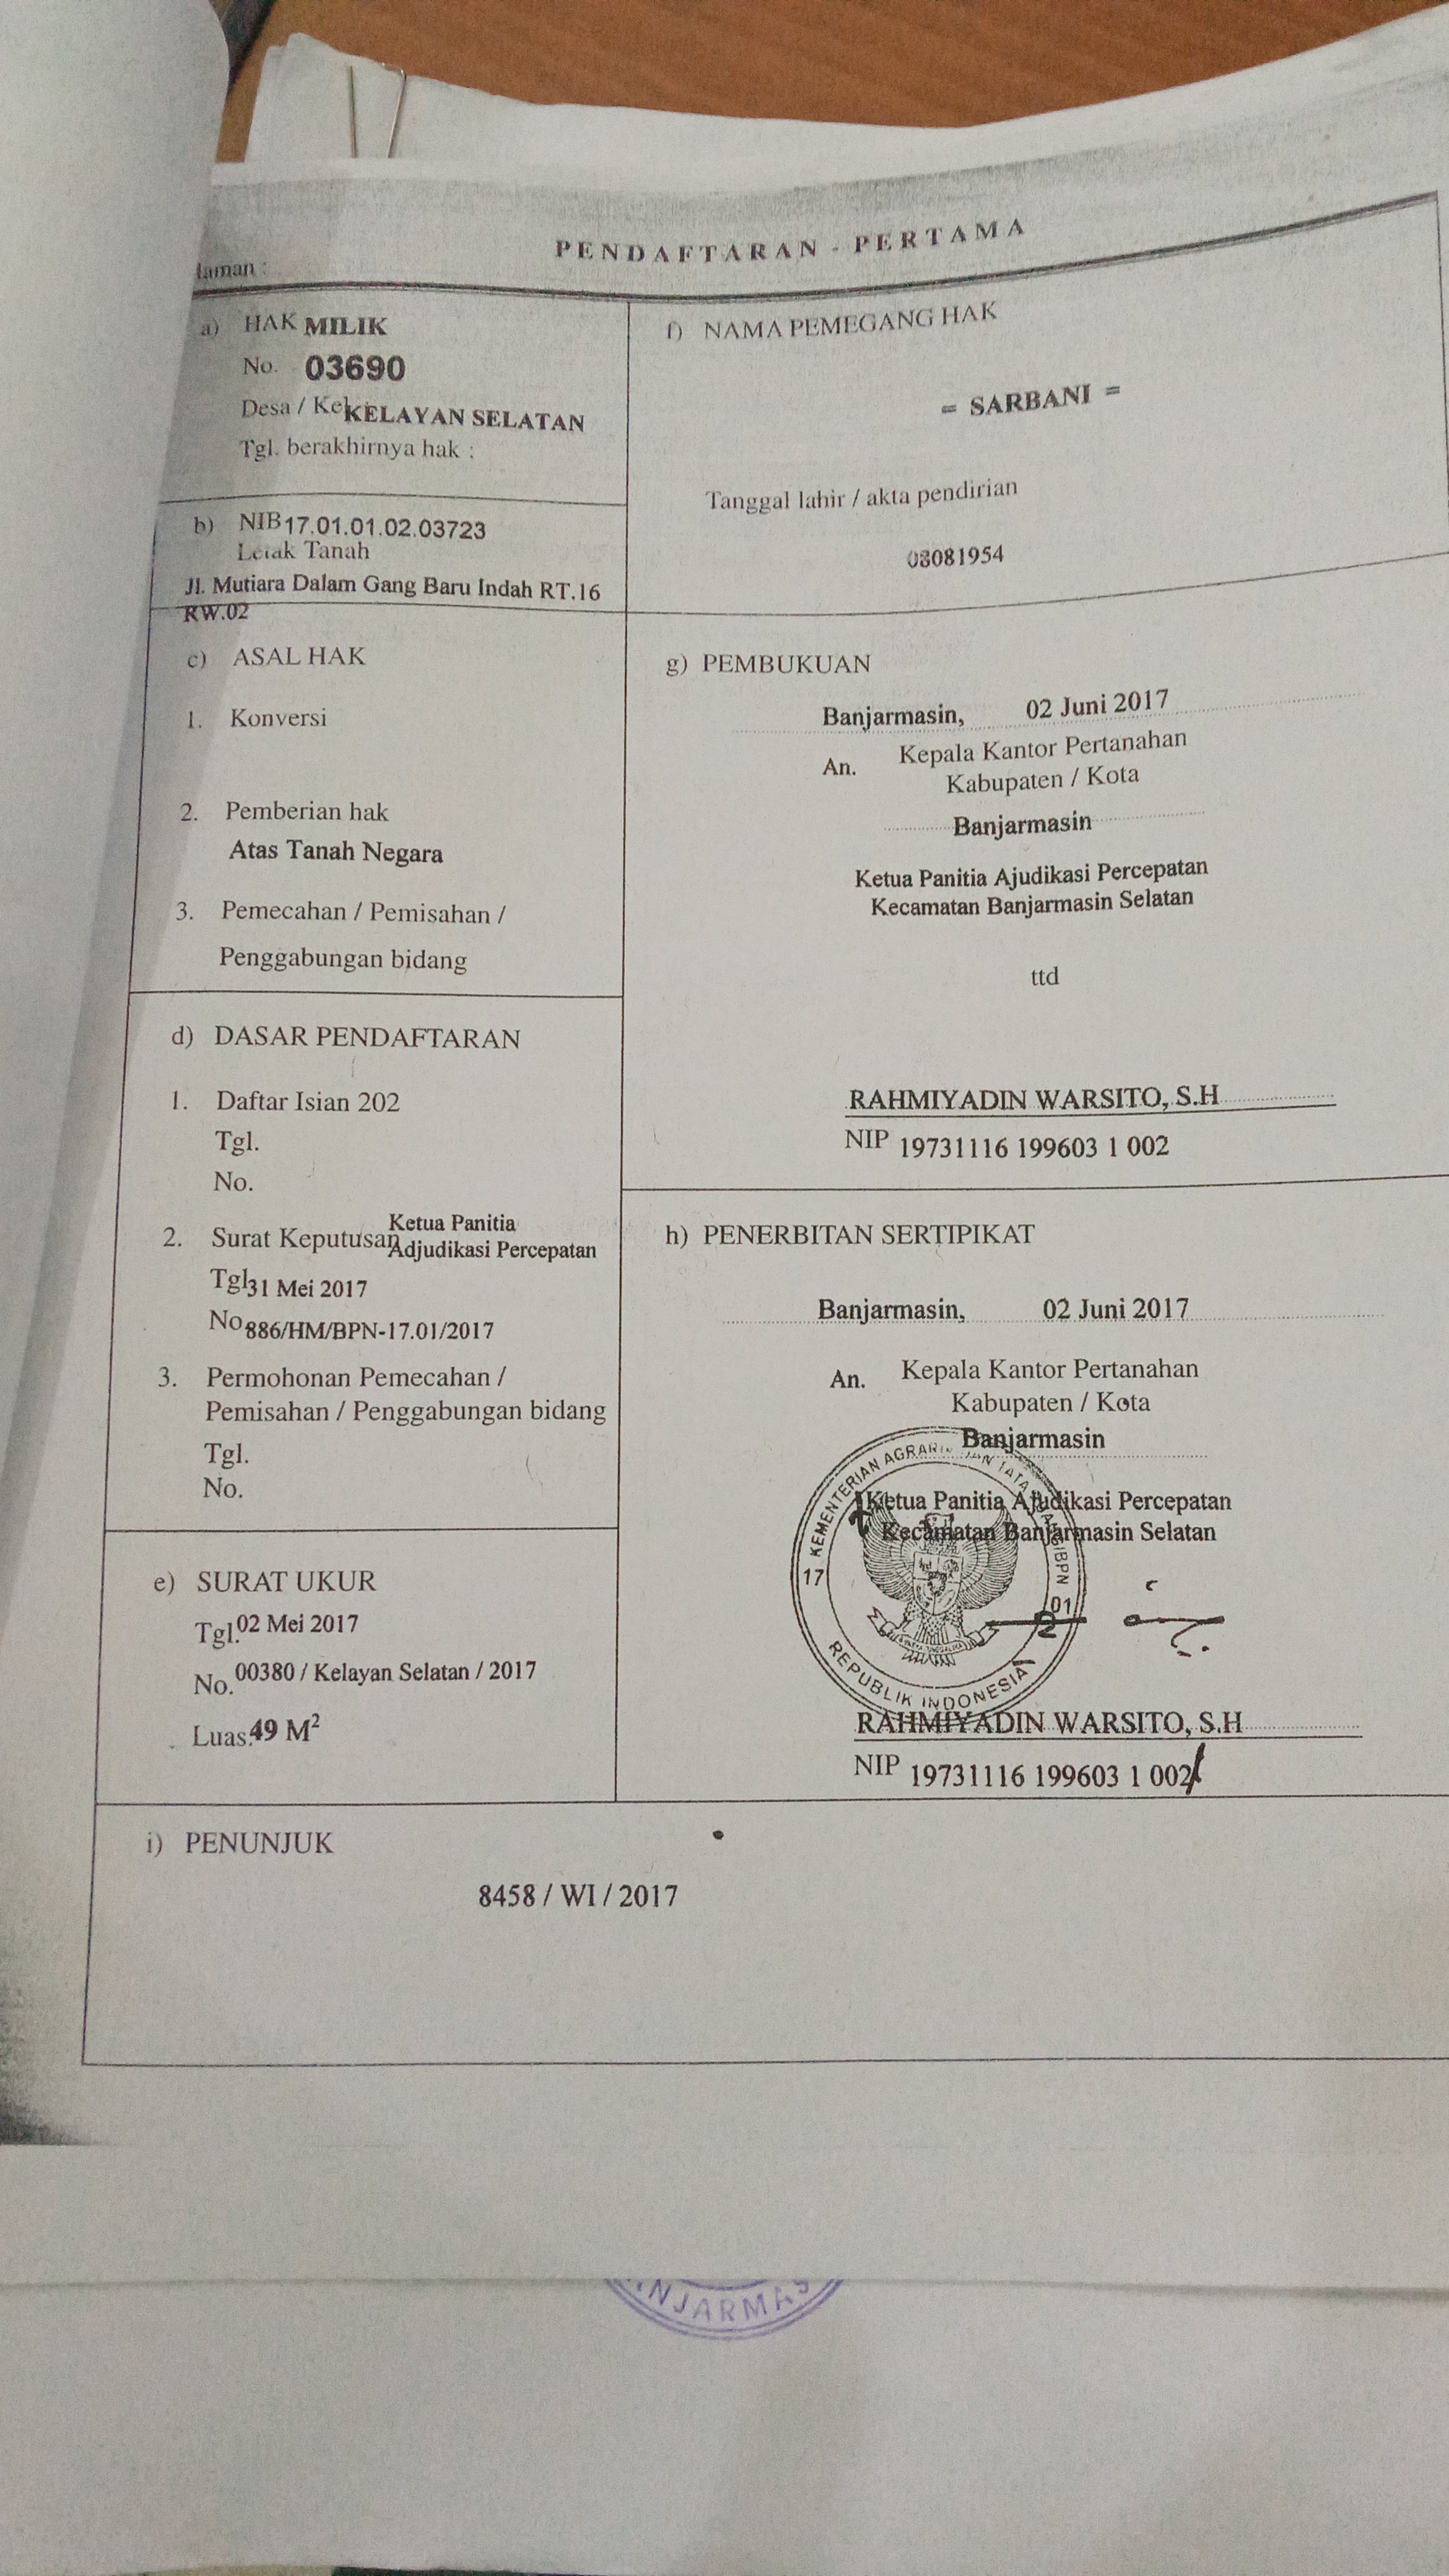 PENDAFTARAN - PERTAMA
laman :
a) HAK MILIK
No. 03690
Desa / Kel. KELAYAN SELATAN
Tgl. berakhirnya hak :
b) NIB 17.01.01.02.03723
Letak Tanah
Jl. Mutiara Dalam Gang Baru Indah RT.16
RW.02
c) ASAL HAK
1. Konversi
2. Pemberian hak
Atas Tanah Negara
3. Pemecahan / Pemisahan /
Penggabungan bidang
d) DASAR PENDAFTARAN
1. Daftar Isian 202
Tgl.
No.
2. Surat Keputusan Ketua Panitia
Adjudikasi Percepatan
Tgl 31 Mei 2017
No 886/HM/BPN-17.01/2017
3. Permohonan Pemecahan /
Pemisahan / Penggabungan bidang
Tgl.
No.
e) SURAT UKUR
Tgl. 02 Mei 2017
No. 00380 / Kelayan Selatan / 2017
Luas: 49 M²
f) NAMA PEMEGANG HAK
= SARBANI =
Tanggal lahir / akta pendirian
08081954
g) PEMBUKUAN
Banjarmasin, 02 Juni 2017
An. Kepala Kantor Pertanahan
Kabupaten / Kota
Banjarmasin
Ketua Panitia Ajudikasi Percepatan
Kecamatan Banjarmasin Selatan
ttd
RAHMIYADIN WARSITO, S.H
NIP 19731116 199603 1 002
h) PENERBITAN SERTIPIKAT
Banjarmasin, 02 Juni 2017
An. Kepala Kantor Pertanahan
Kabupaten / Kota
Banjarmasin
Ketua Panitia Ajudikasi Percepatan
Kecamatan Banjarmasin Selatan
KEMENTERIAN AGRARIA DAN TATA BPN
17 01
REPUBLIK INDONESIA
RAHMIYADIN WARSITO, S.H
NIP 19731116 199603 1 002
i) PENUNJUK
8458 / WI / 2017
NJARMAS